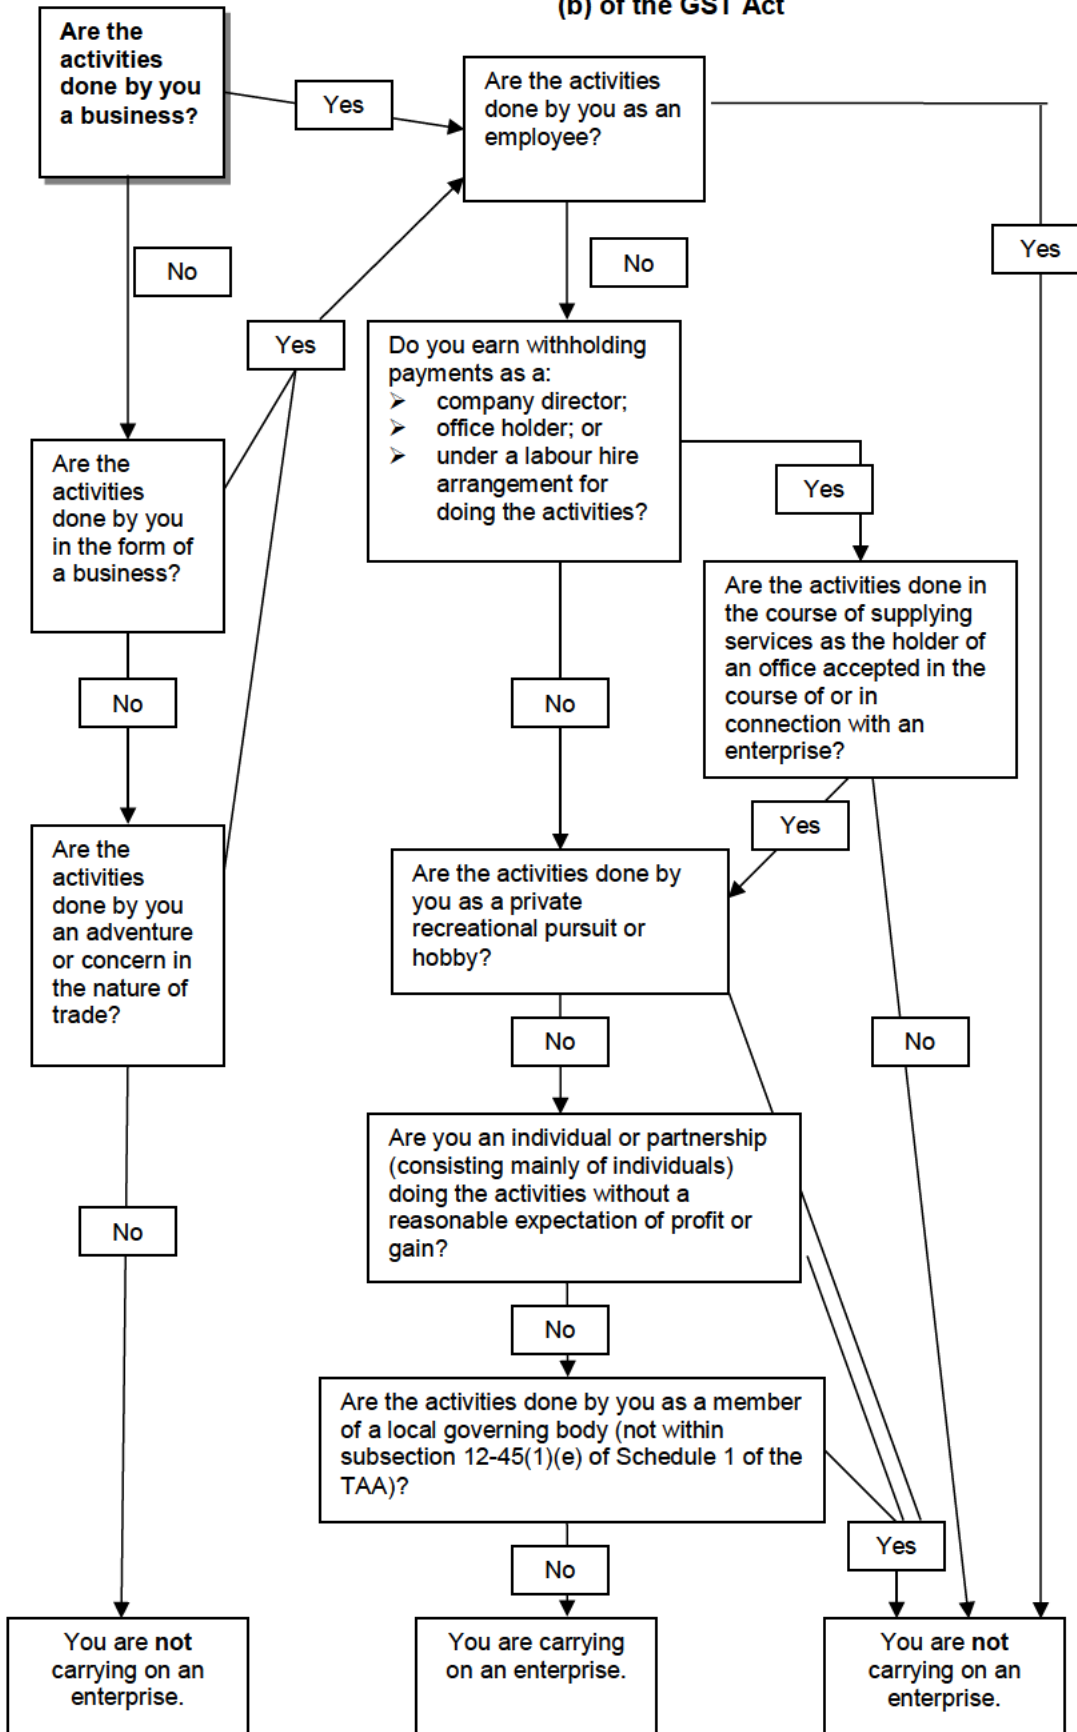 (b) of the GST Act
Are the
activities
done by you
a business?
Yes
Are the activities
done by you as an
employee?
Yes
No
No
Yes
Do you earn withholding
payments as a:
➢ company director;
➢ office holder; or
➢ under a labour hire
arrangement for
doing the activities?
Yes
Are the
activities
done by you
in the form of
a business?
Are the activities done in
the course of supplying
services as the holder of
an office accepted in the
course of or in
connection with an
enterprise?
No
No
Yes
Are the
activities
done by you
an adventure
or concern in
the nature of
trade?
Are the activities done by
you as a private
recreational pursuit or
hobby?
No
No
Are you an individual or partnership
(consisting mainly of individuals)
doing the activities without a
reasonable expectation of profit or
gain?
No
No
Are the activities done by you as a member
of a local governing body (not within
subsection 12-45(1)(e) of Schedule 1 of the
TAA)?
Yes
No
You are not
carrying on an
enterprise.
You are carrying
on an enterprise.
You are not
carrying on an
enterprise.